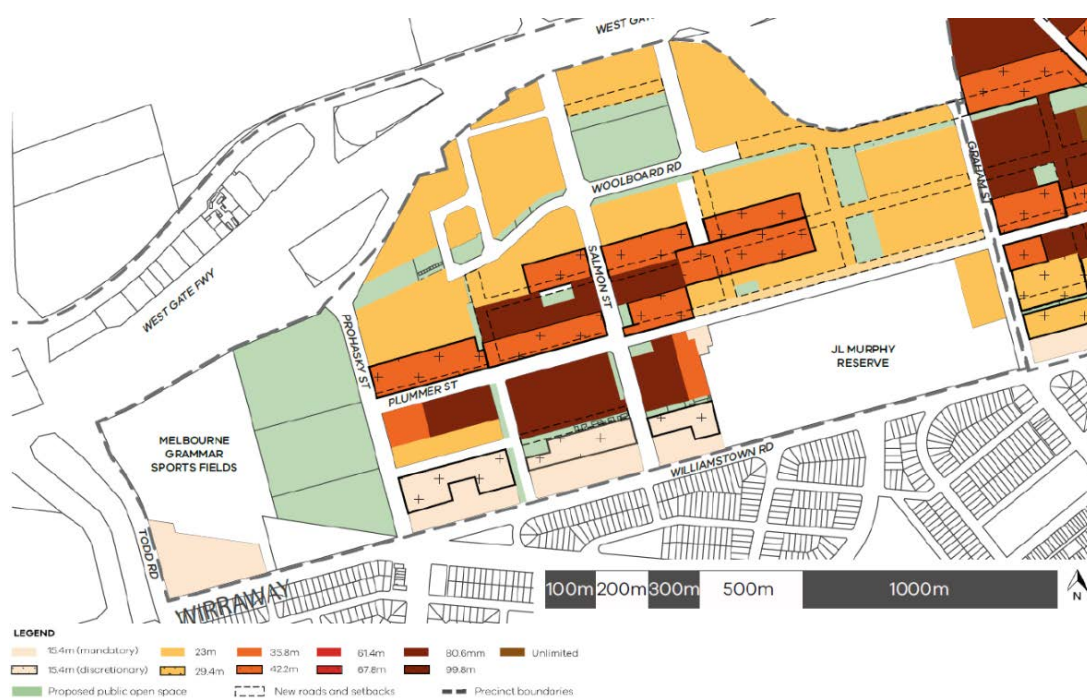 WEST GATE
WEST GATE FWY
WOOLBOARD RD
GRAHAM ST
SALMON ST
PROHASKY ST
PLUMMER ST
JL MURPHY
RESERVE
MELBOURNE
GRAMMAR
SPORTS FIELDS
WILLIAMSTOWN RD
TODD RD
WIRRAWAY
100m 200m 300m 500m 1000m
N
LEGEND
15.4m (mandatory) 23m 35.8m 61.4m 80.6mm Unlimited
15.4m (discretionary) 29.4m 42.2m 67.8m 99.8m
Proposed public open space New roads and setbacks Precinct boundaries